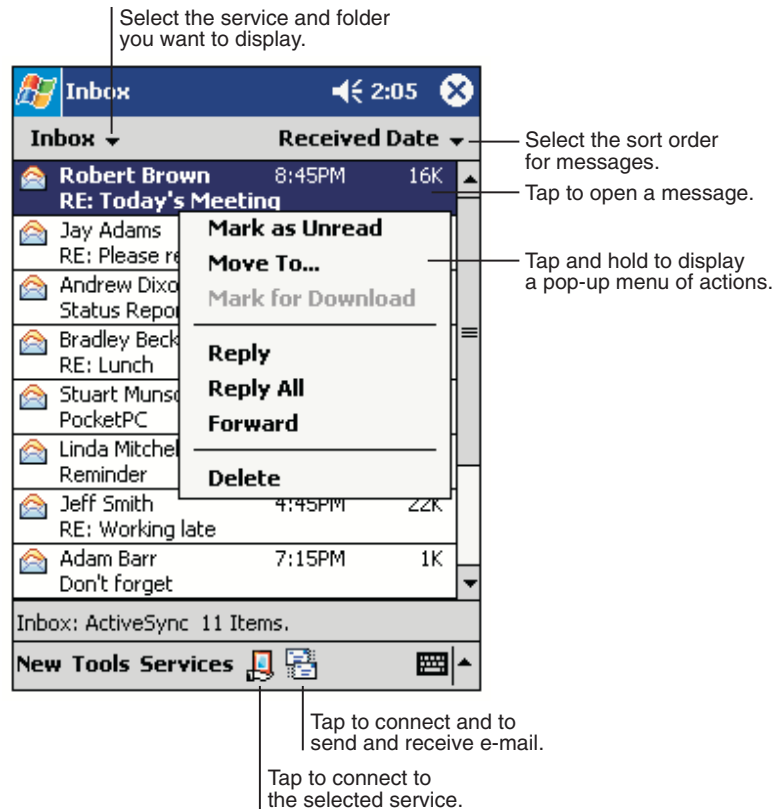 Select the service and folder
you want to display.
Inbox 2:05
Inbox Received Date
Select the sort order
for messages.
Robert Brown 8:45PM 16K
RE: Today's Meeting
Tap to open a message.
Jay Adams
RE: Please re
Andrew Dixo
Status Repor
Bradley Beck
RE: Lunch
Stuart Munso
PocketPC
Linda Mitchel
Reminder
Mark as Unread
Move To...
Mark for Download
Reply
Reply All
Forward
Delete
Tap and hold to display
a pop-up menu of actions.
Jeff Smith 4:45PM 22K
RE: Working late
Adam Barr 7:15PM 1K
Don't forget
Inbox: ActiveSync 11 Items.
New Tools Services
Tap to connect and to
send and receive e-mail.
Tap to connect to
the selected service.